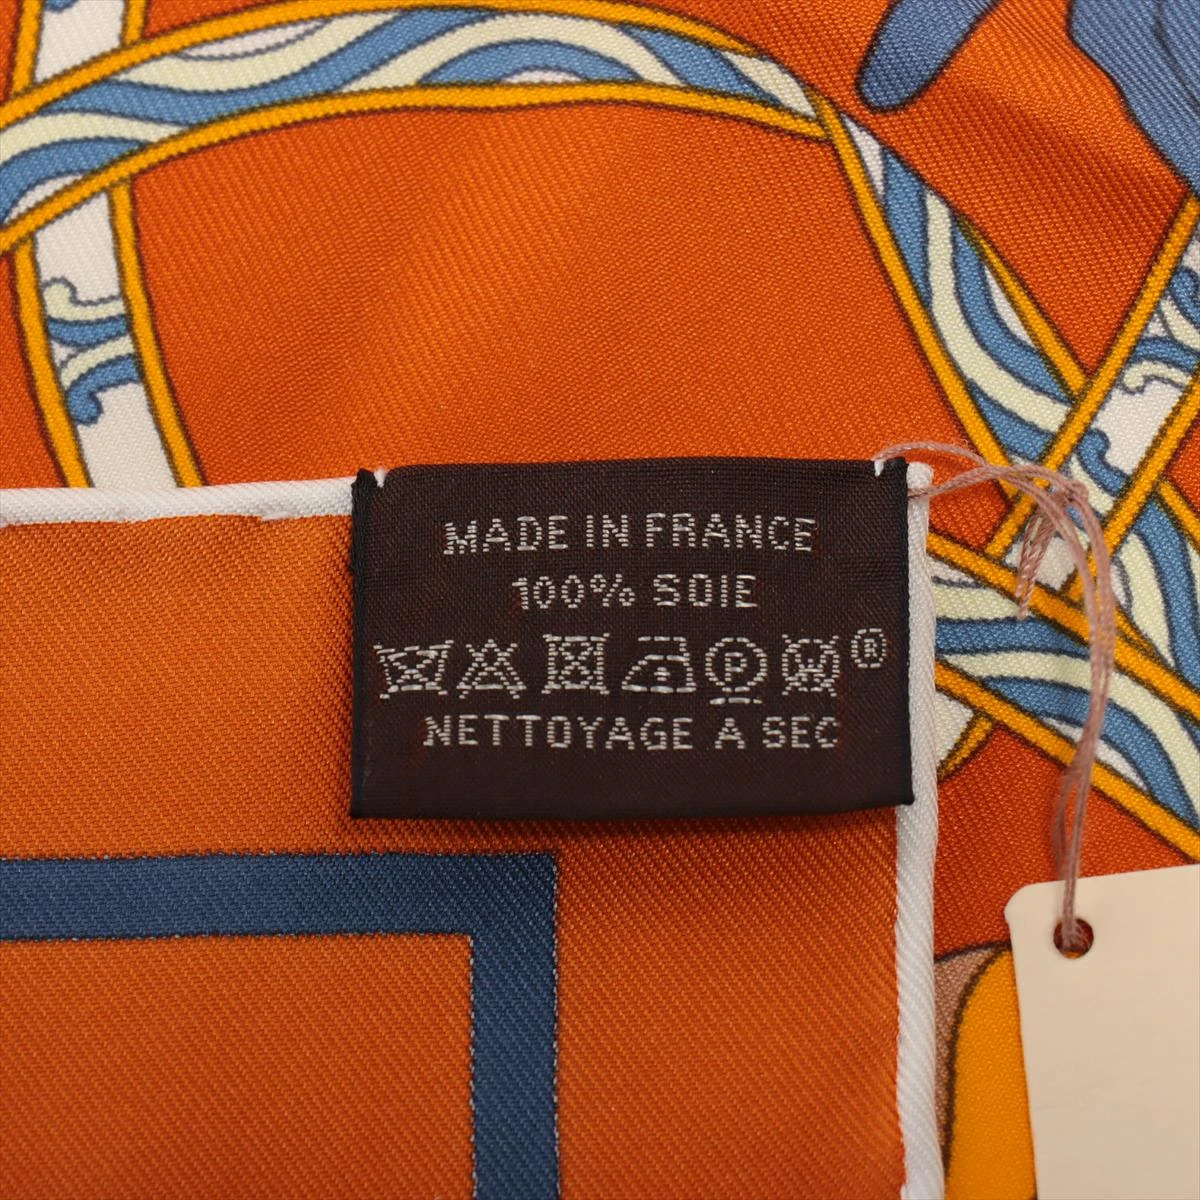 MADE IN FRANCE
100% SOIE
P W ®
NETTOYAGE A SEC